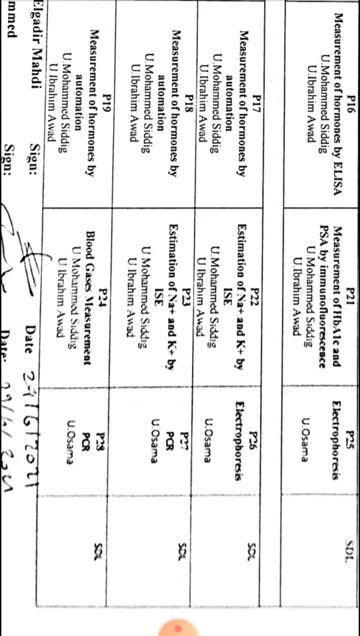 P16
Measurement of hormones by ELISA
U.Mohammed Siddig
U.Ibrahim Awad
P21
Measurement of HbA1c and
PSA by immunofluorescence
U.Mohammed Siddig
U.Ibrahim Awad
P25
Electrophoresis
U.Osama
SDL
P17
Measurement of hormones by
automation
U.Mohammed Siddig
U.Ibrahim Awad
P22
Estimation of Na+ and K+ by
ISE
U.Mohammed Siddig
U.Ibrahim Awad
P26
Electrophoresis
U.Osama
SDL
P18
Measurement of hormones by
automation
U.Mohammed Siddig
U.Ibrahim Awad
P23
Estimation of Na+ and K+ by
ISE
U.Mohammed Siddig
U.Ibrahim Awad
P27
PCR
U.Osama
SDL
P19
Measurement of hormones by
automation
U.Mohammed Siddig
U.Ibrahim Awad
P24
Blood Gases Measurement
U.Mohammed Siddig
U.Ibrahim Awad
P28
PCR
U.Osama
SDL
Elgadir Mahdi Sign: Date 29/6/2021
mmed Sign: Date: 29/6/2021